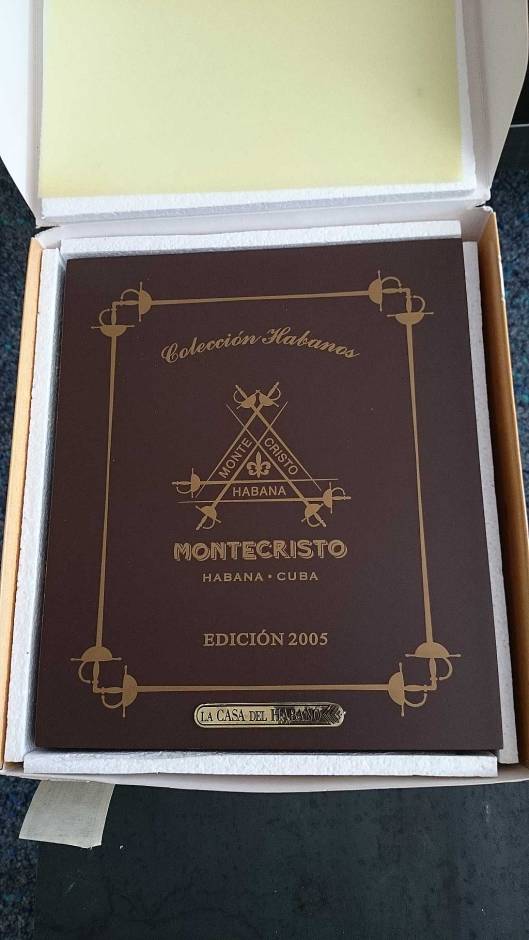 Colección Habanos
MONTE CRISTO
HABANA
MONTECRISTO
HABANA • CUBA
EDICIÓN 2005
LA CASA DEL HABANO